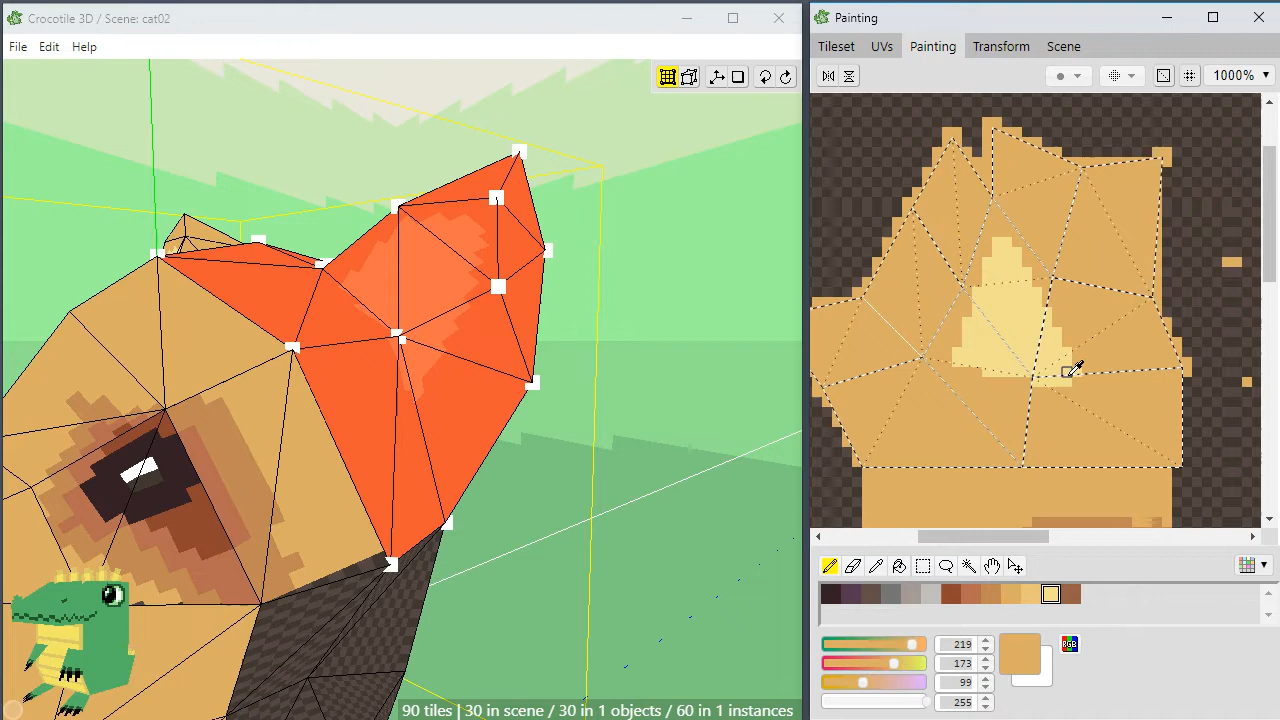 Crocotile 3D / Scene: cat02
File Edit Help
90 tiles | 30 in scene / 30 in 1 objects / 60 in 1 instances
Painting
Tileset UVs Painting Transform Scene
1000%
219
RGB
173
99
255